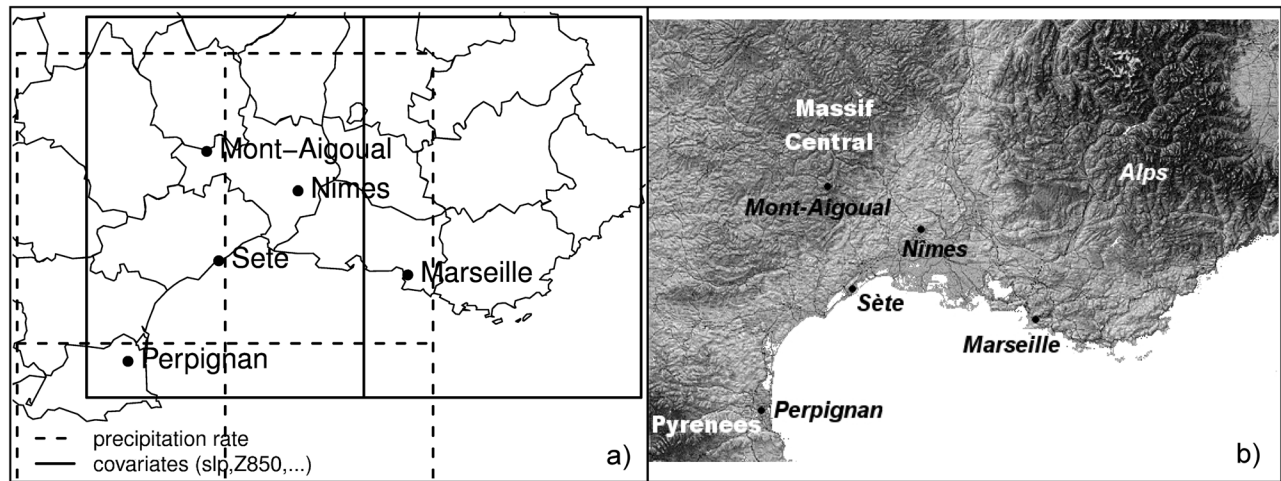 Mont–Aigoual
Nîmes
Sete
Marseille
Perpignan
precipitation rate
covariates (slp,Z850,...)
a)
Massif
Central
Alps
Mont-Aigoual
Nîmes
Sète
Marseille
Perpignan
Pyrenees
b)